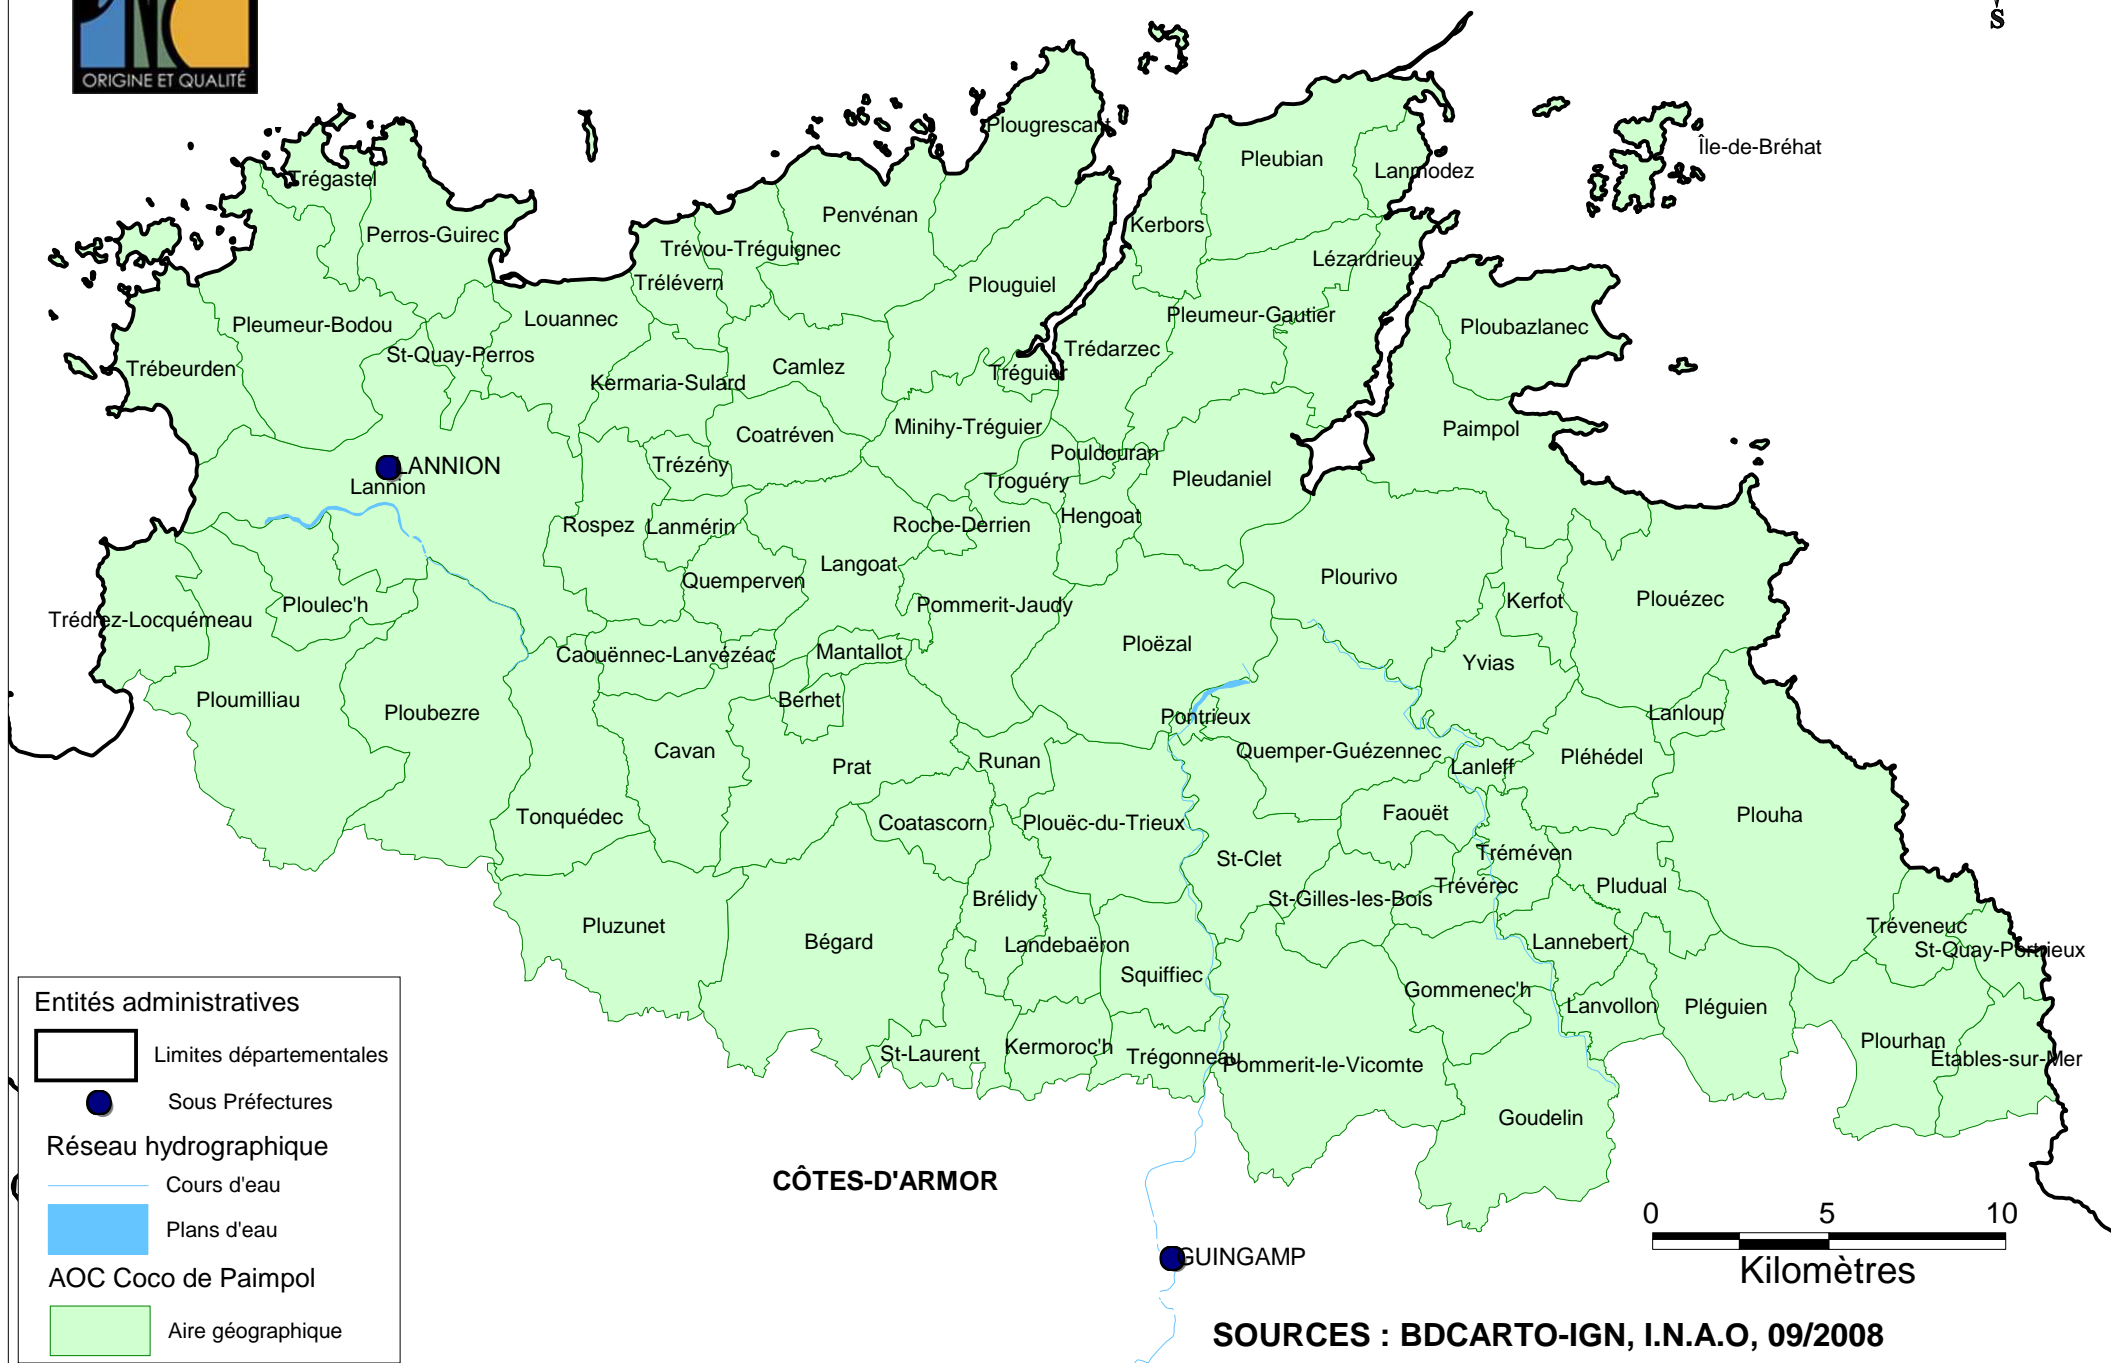 ORIGINE ET QUALITÉ
S
Plougrescant
Île-de-Bréhat
Pleubian
Lanmodez
Trégastel
Penvénan
Kerbors
Perros-Guirec
Trévou-Tréguignec
Lézardrieux
Trélévern
Plouguiel
Louannec
Pleumeur-Gautier
Pleumeur-Bodou
Ploubazlanec
St-Quay-Perros
Trédarzec
Trébeurden
Camlez
Tréguier
Kermaria-Sulard
Minihy-Tréguier
Paimpol
Coatréven
Pouldouran
LANNION
Trézény
Troguéry
Pleudaniel
Lannion
Rospez
Lanmérin
Roche-Derrien
Hengoat
Langoat
Quemperven
Plourivo
Ploulec'h
Pommerit-Jaudy
Kerfot
Plouézec
Trédrez-Locquémeau
Caouënnec-Lanvézéac
Mantallot
Ploëzal
Yvias
Ploumilliau
Ploubezre
Berhet
Pontrieux
Lanloup
Cavan
Prat
Runan
Quemper-Guézennec
Lanleff
Pléhédel
Tonquédec
Coatascorn
Plouëc-du-Trieux
Faouët
Plouha
St-Clet
Tréméven
Brélidy
St-Gilles-les-Bois
Trévérec
Pludual
Pluzunet
Bégard
Landebaëron
Lannebert
Tréveneuc
St-Quay-Portrieux
Squiffiec
Gommenec'h
Lanvollon
Pléguien
St-Laurent
Kermoroc'h
Trégonneau
Pommerit-le-Vicomte
Plourhan
Étables-sur-Mer
Goudelin
CÔTES-D'ARMOR
GUINGAMP
Entités administratives
Limites départementales
Sous Préfectures
Réseau hydrographique
Cours d'eau
Plans d'eau
AOC Coco de Paimpol
Aire géographique
0 5 10
Kilomètres
SOURCES : BDCARTO-IGN, I.N.A.O, 09/2008